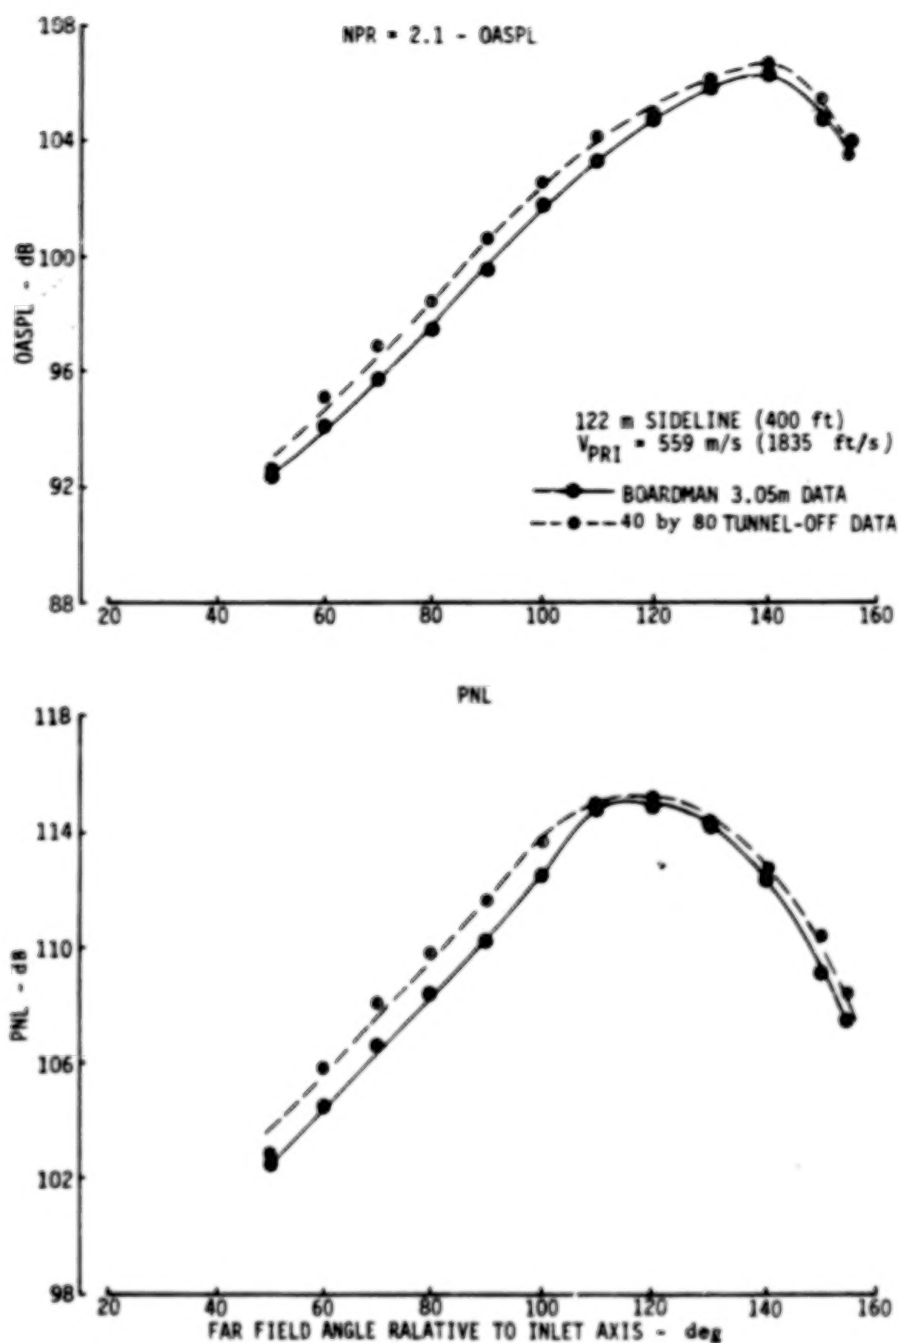 NPR = 2.1 - OASPL
108
104
100
96
92
88
OASPL - dB
122 m SIDELINE (400 ft)
VPRI = 559 m/s (1835 ft/s)
BOARDMAN 3.05m DATA
40 by 80 TUNNEL-OFF DATA
20 40 60 80 100 120 140 160
PNL
118
114
110
106
102
98
PNL - dB
20 40 60 80 100 120 140 160
FAR FIELD ANGLE RALATIVE TO INLET AXIS - deg